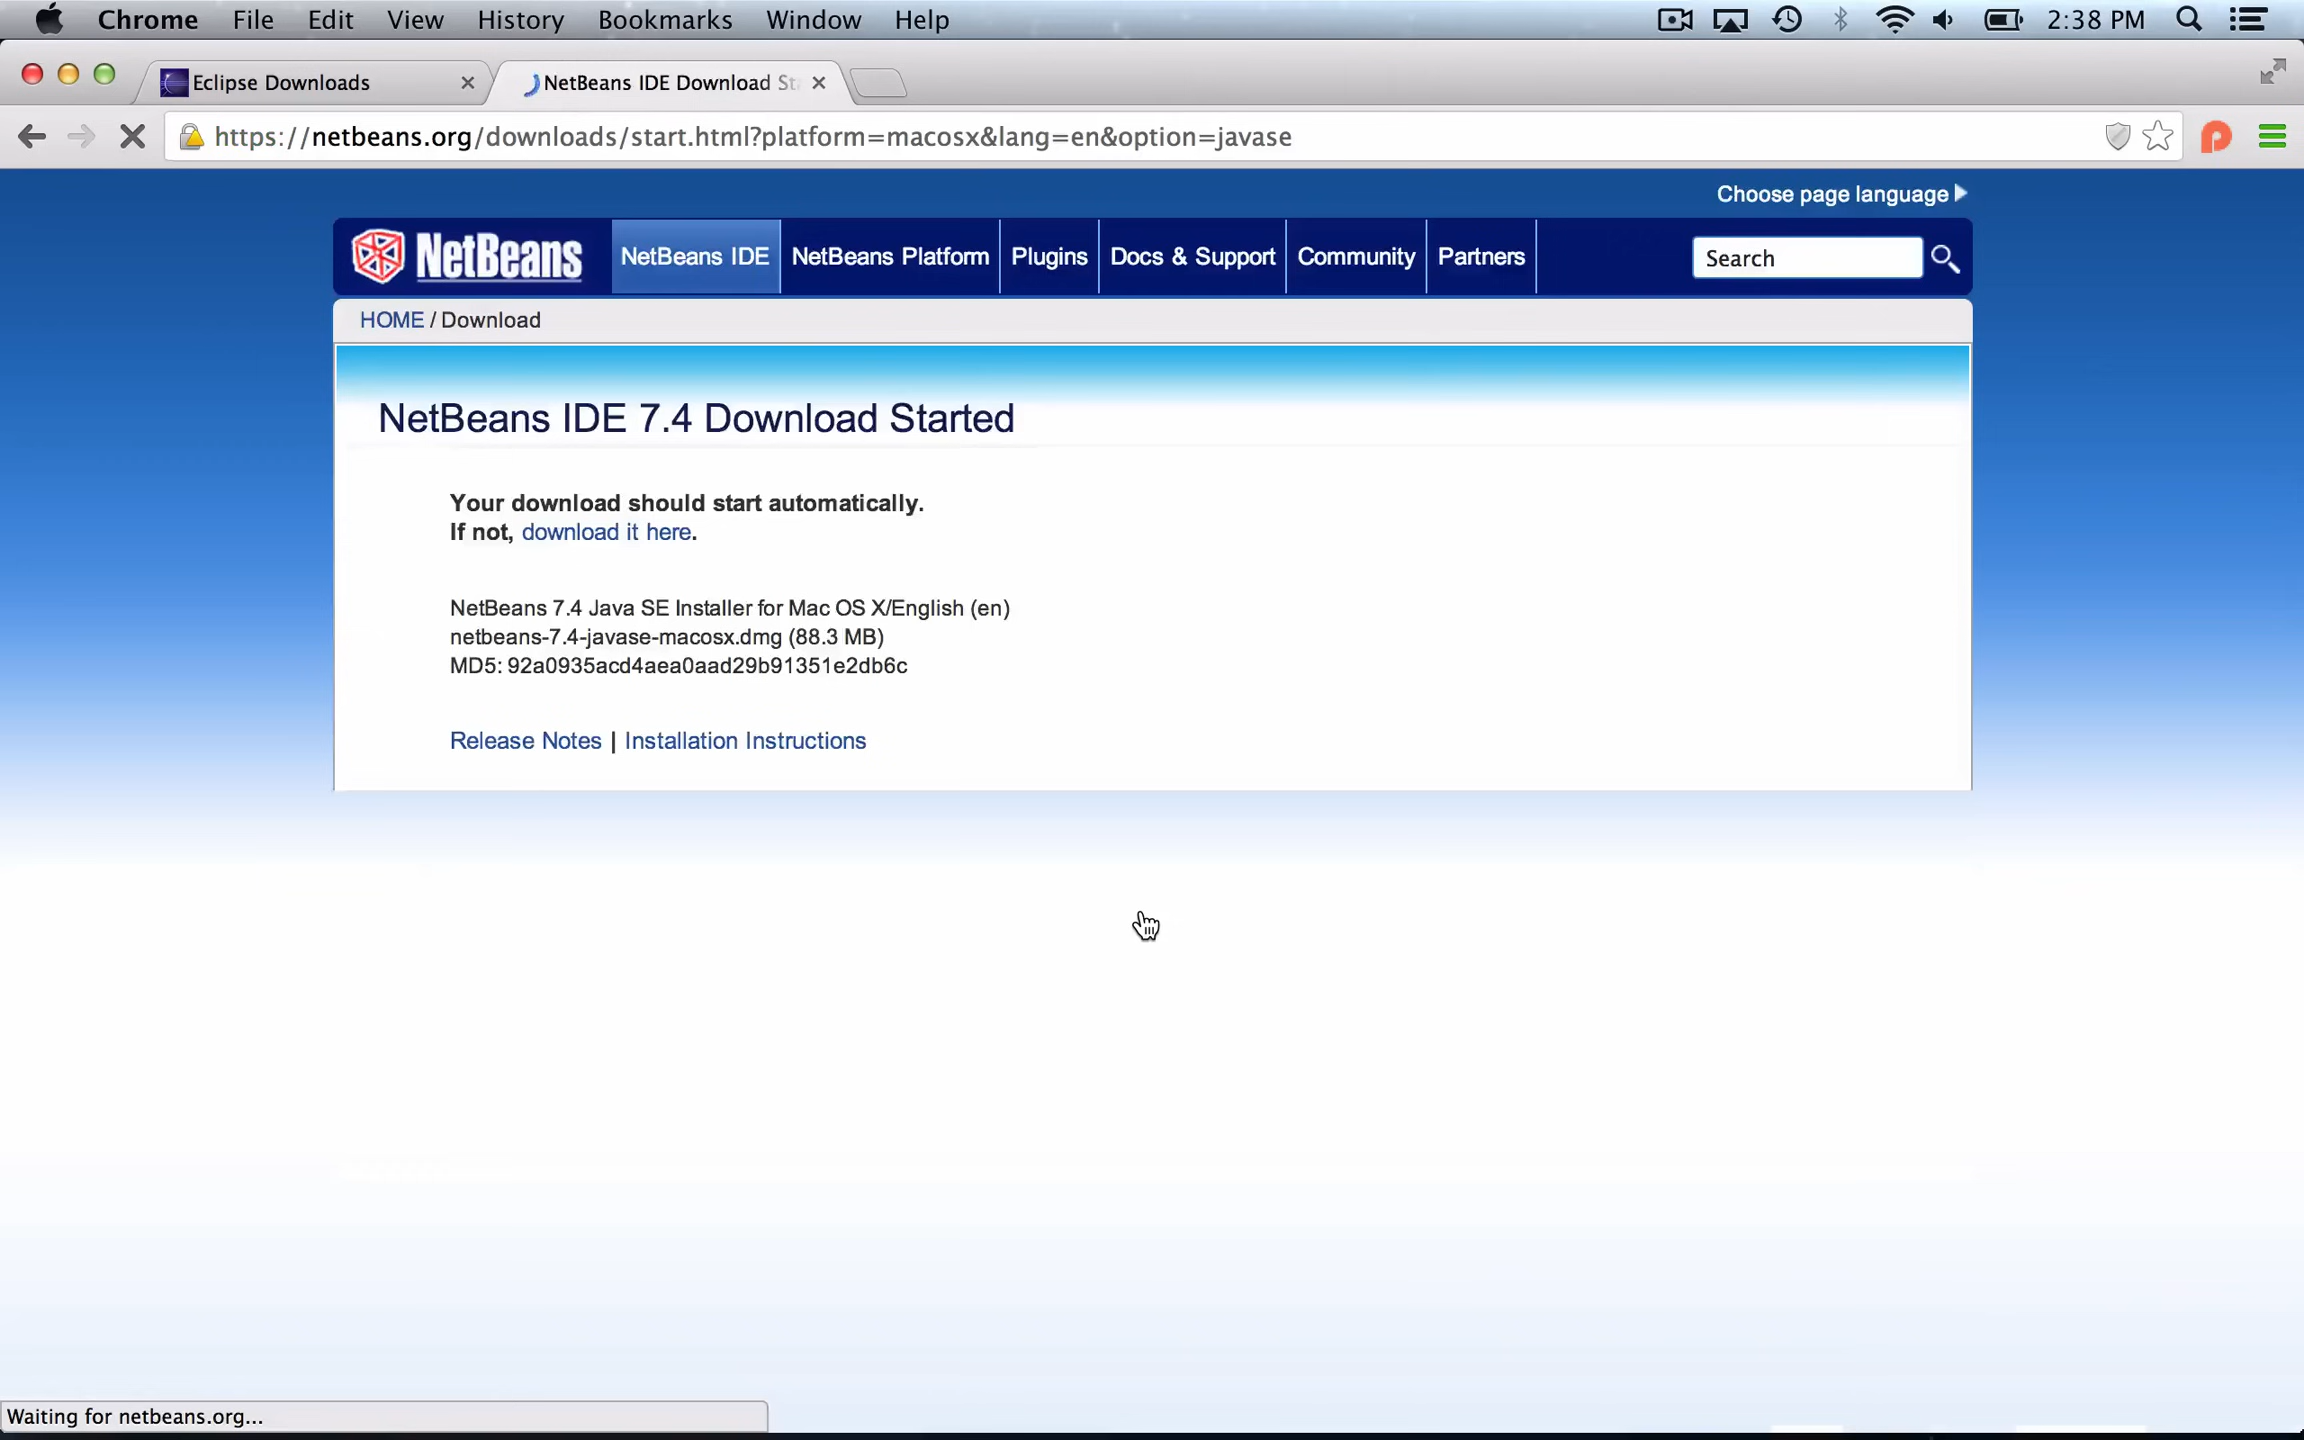 Chrome File Edit View History Bookmarks Window Help 2:38 PM
Eclipse Downloads NetBeans IDE Download St
https://netbeans.org/downloads/start.html?platform=macosx&lang=en&option=javase
Choose page language
NetBeans NetBeans IDE NetBeans Platform Plugins Docs & Support Community Partners Search
HOME / Download
NetBeans IDE 7.4 Download Started
Your download should start automatically.
If not, download it here.
NetBeans 7.4 Java SE Installer for Mac OS X/English (en)
netbeans-7.4-javase-macosx.dmg (88.3 MB)
MD5: 92a0935acd4aea0aad29b91351e2db6c
Release Notes | Installation Instructions
Waiting for netbeans.org...